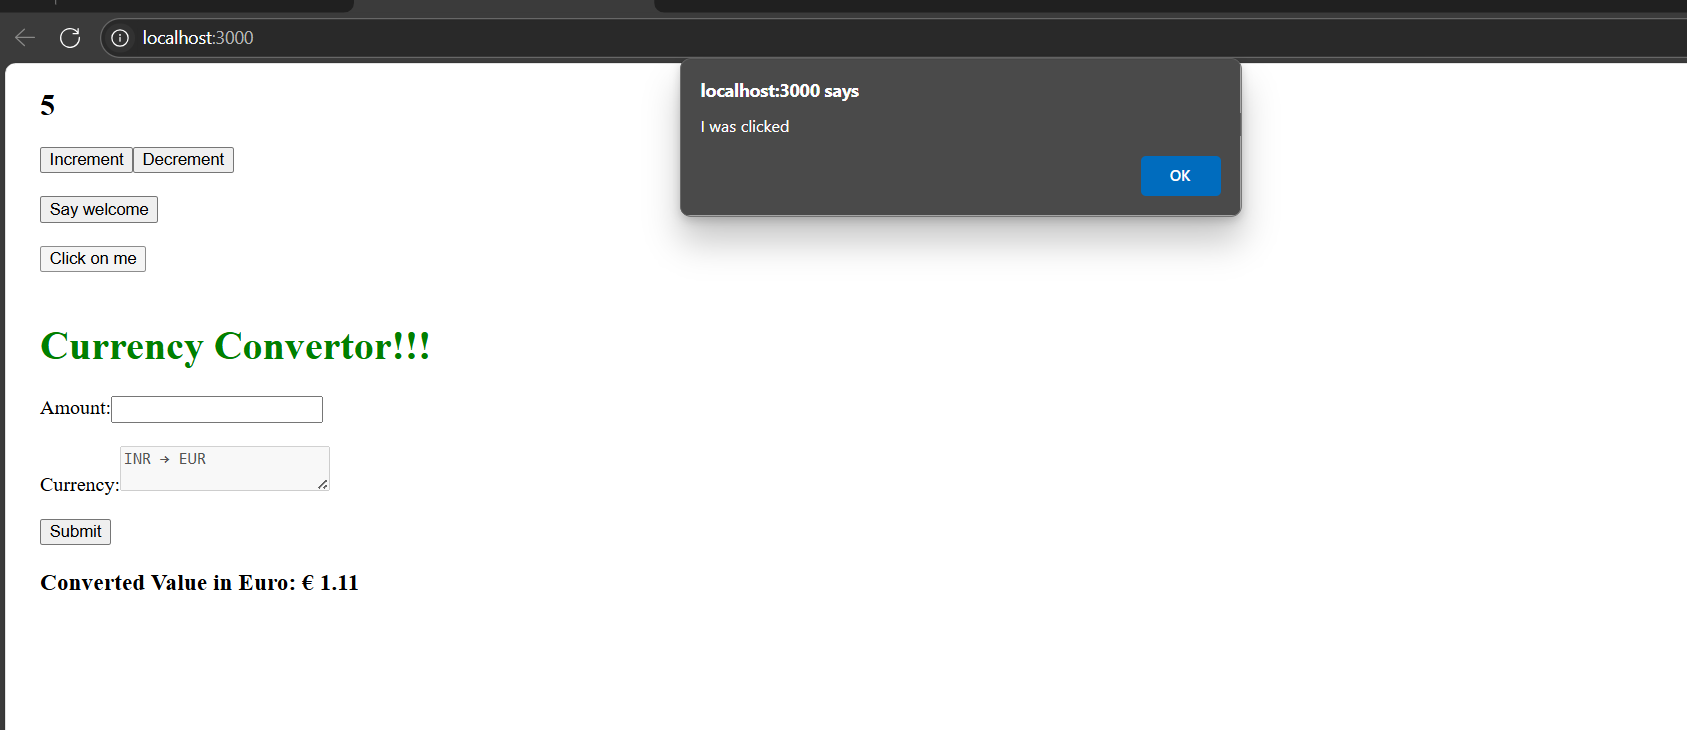 localhost:3000
localhost:3000 says
I was clicked
OK
5
Increment Decrement
Say welcome
Click on me
Currency Convertor!!!
Amount:
INR → EUR
Currency:
Submit
Converted Value in Euro: € 1.11